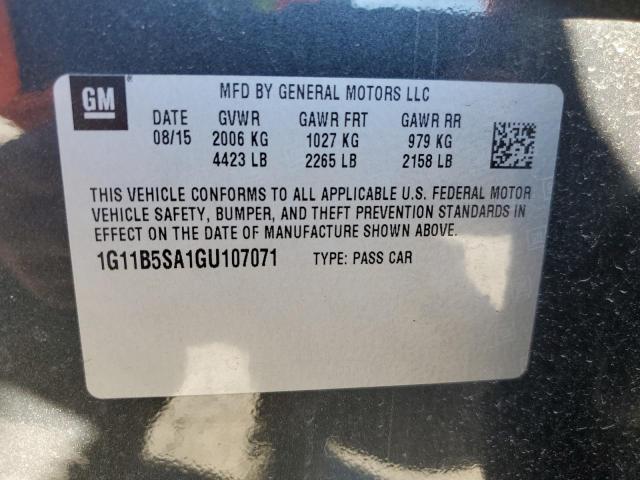 GM
MFD BY GENERAL MOTORS LLC
DATE GVWR GAWR FRT GAWR RR
08/15 2006 KG 1027 KG 979 KG
4423 LB 2265 LB 2158 LB
THIS VEHICLE CONFORMS TO ALL APPLICABLE U.S. FEDERAL MOTOR
VEHICLE SAFETY, BUMPER, AND THEFT PREVENTION STANDARDS IN
EFFECT ON THE DATE OF MANUFACTURE SHOWN ABOVE.
1G11B5SA1GU107071 TYPE: PASS CAR